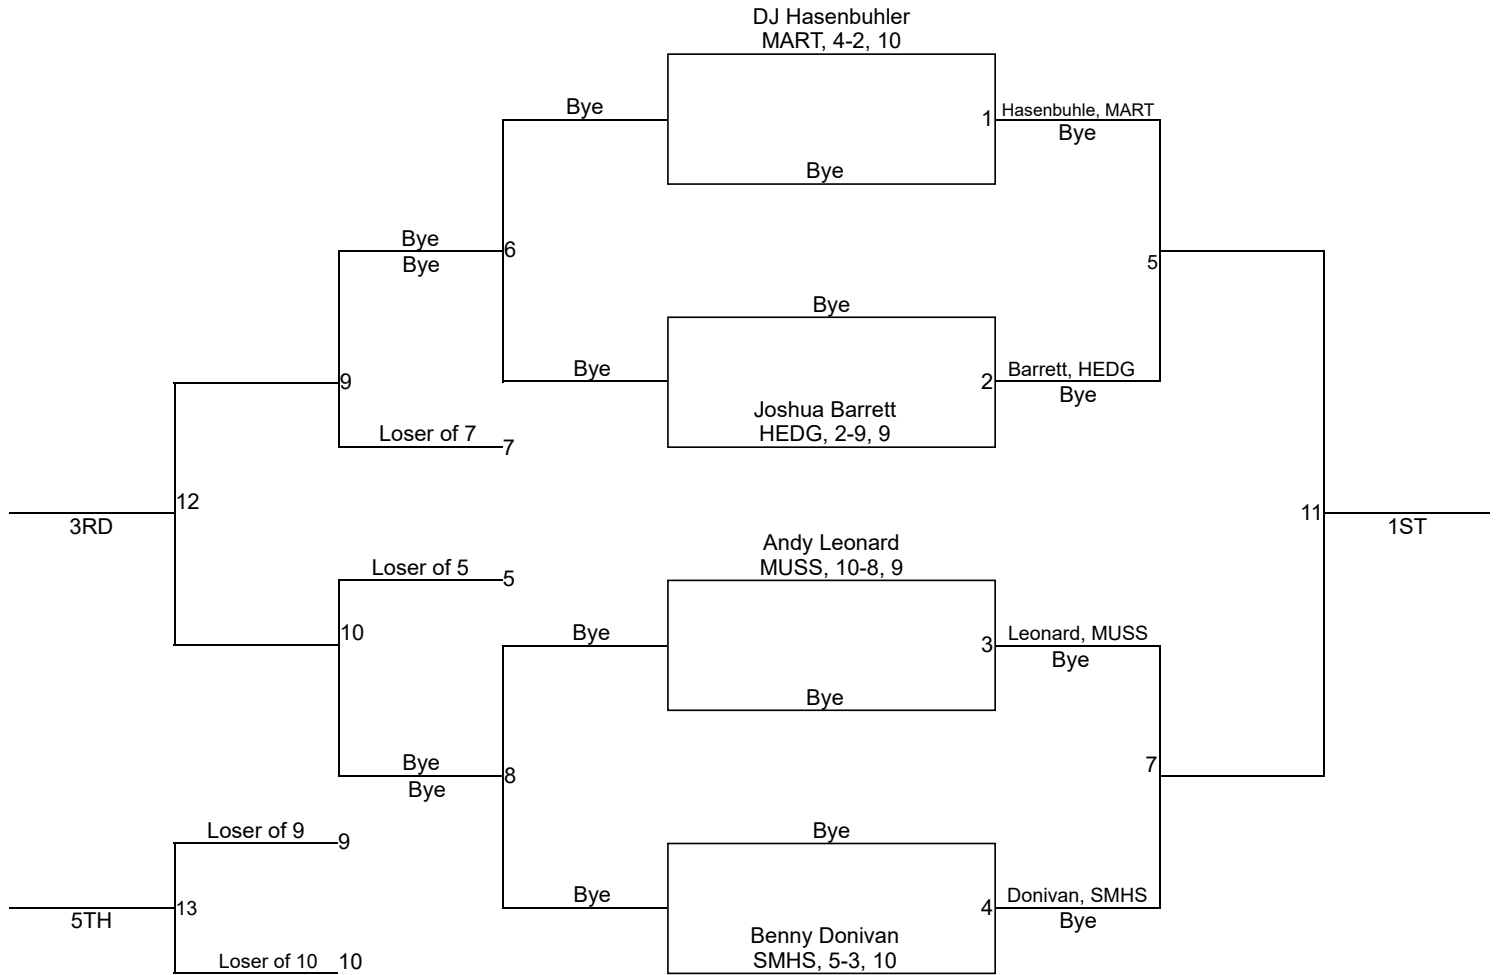 DJ Hasenbuhler
MART, 4-2, 10
Bye
1
Hasenbuhle, MART
Bye
Bye
Bye
6
Bye
5
Bye
Bye
Bye
9
2
Barrett, HEDG
Bye
Joshua Barrett
HEDG, 2-9, 9
Loser of 7
7
12
3RD
11
1ST
Andy Leonard
MUSS, 10-8, 9
Loser of 5
5
10
Bye
3
Leonard, MUSS
Bye
Bye
Bye
8
Bye
7
Loser of 9
9
Bye
Bye
4
Donivan, SMHS
Bye
13
5TH
Benny Donivan
SMHS, 5-3, 10
Loser of 10
10